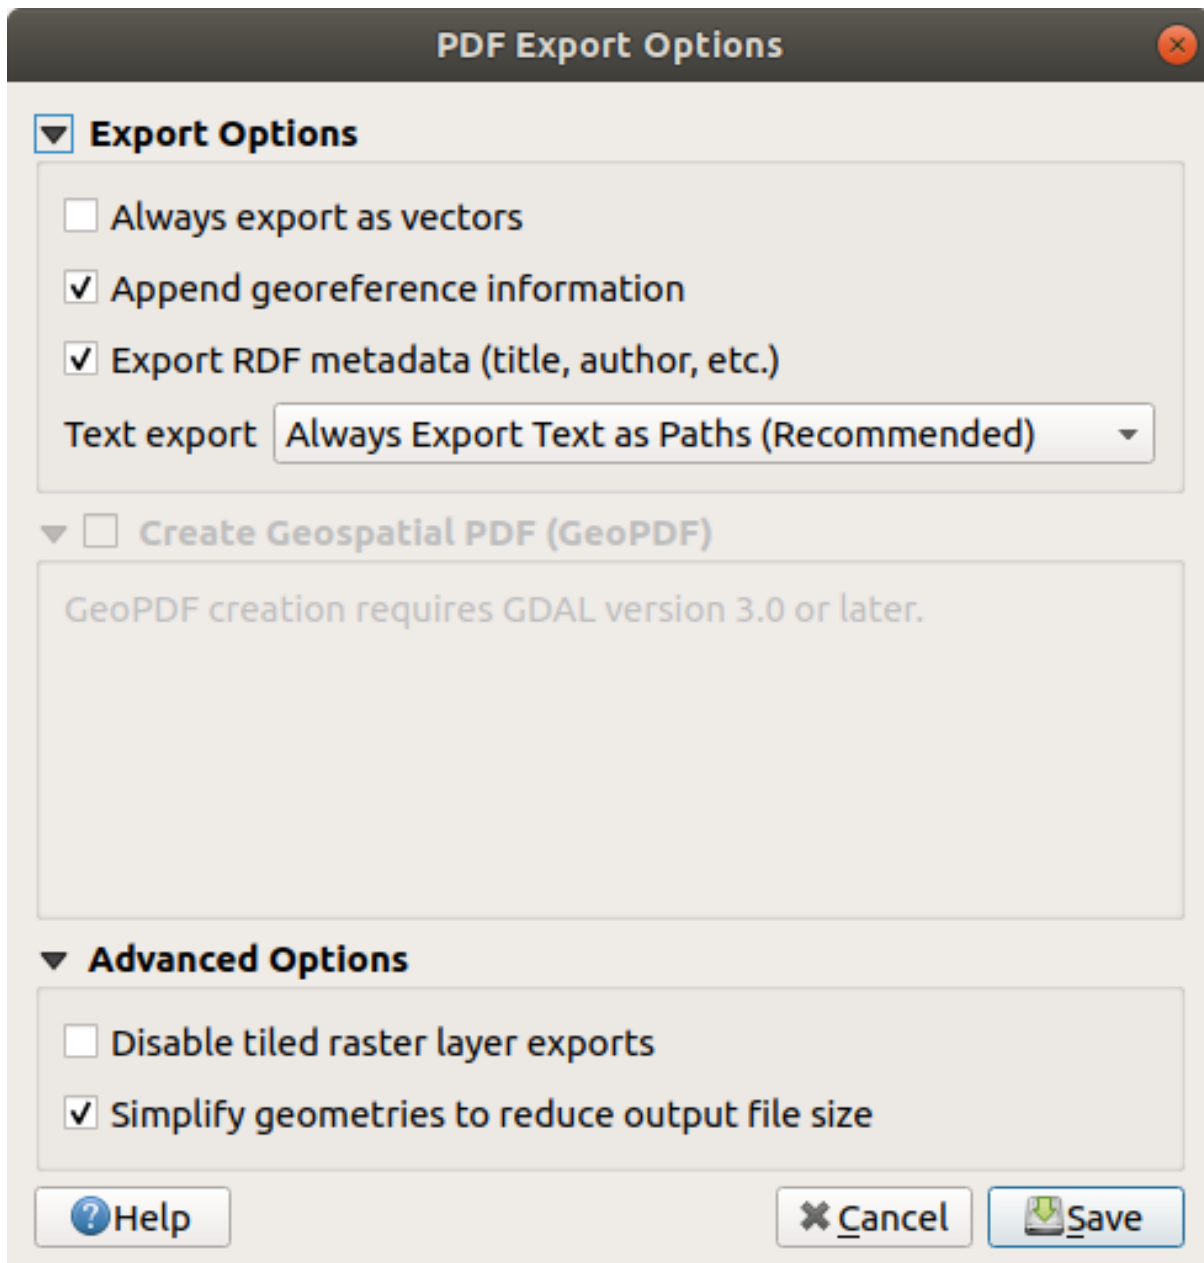 PDF Export Options
Export Options
Always export as vectors
Append georeference information
Export RDF metadata (title, author, etc.)
Text export Always Export Text as Paths (Recommended)
Create Geospatial PDF (GeoPDF)
GeoPDF creation requires GDAL version 3.0 or later.
Advanced Options
Disable tiled raster layer exports
Simplify geometries to reduce output file size
Help Cancel Save